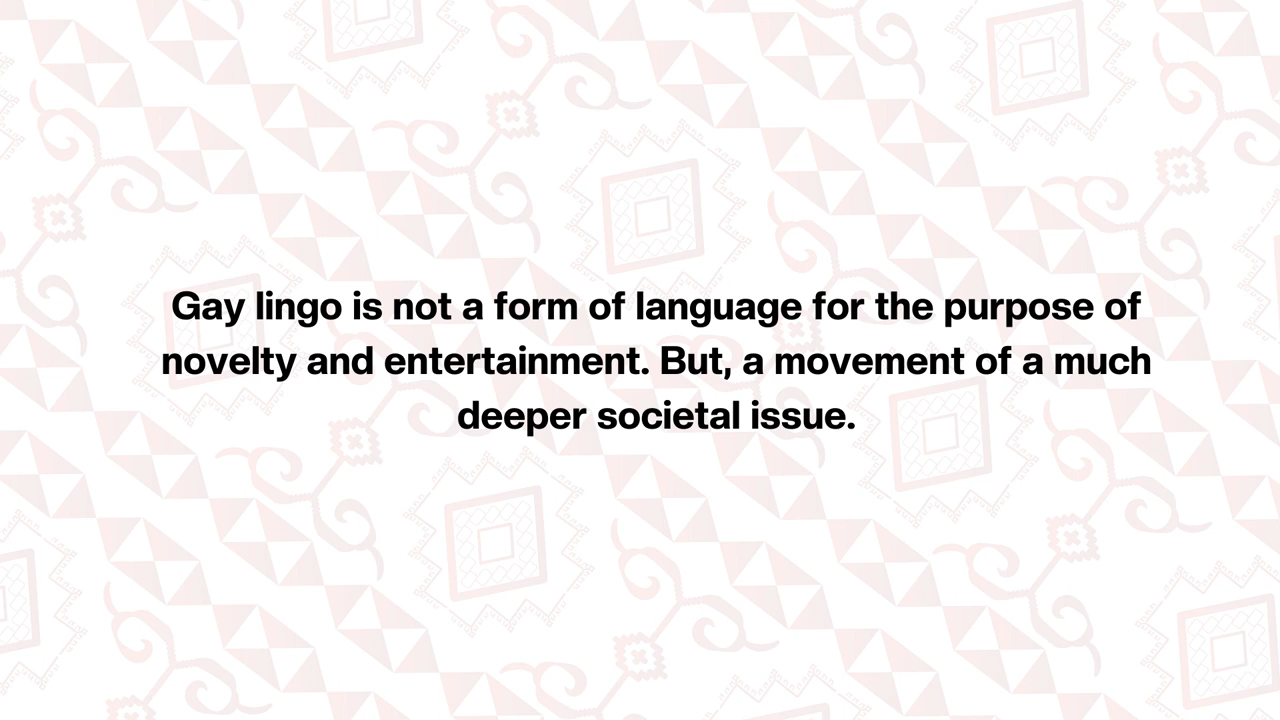 Gay lingo is not a form of language for the purpose of
novelty and entertainment. But, a movement of a much
deeper societal issue.